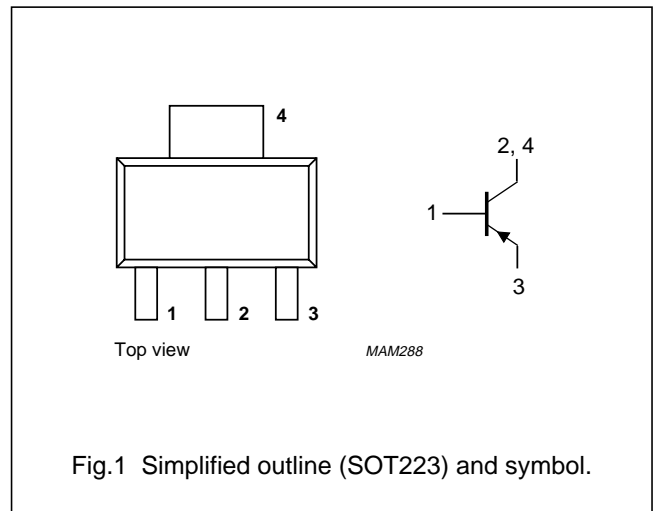 4
2, 4
1
3
1 2 3
Top view
MAM288
Fig.1 Simplified outline (SOT223) and symbol.